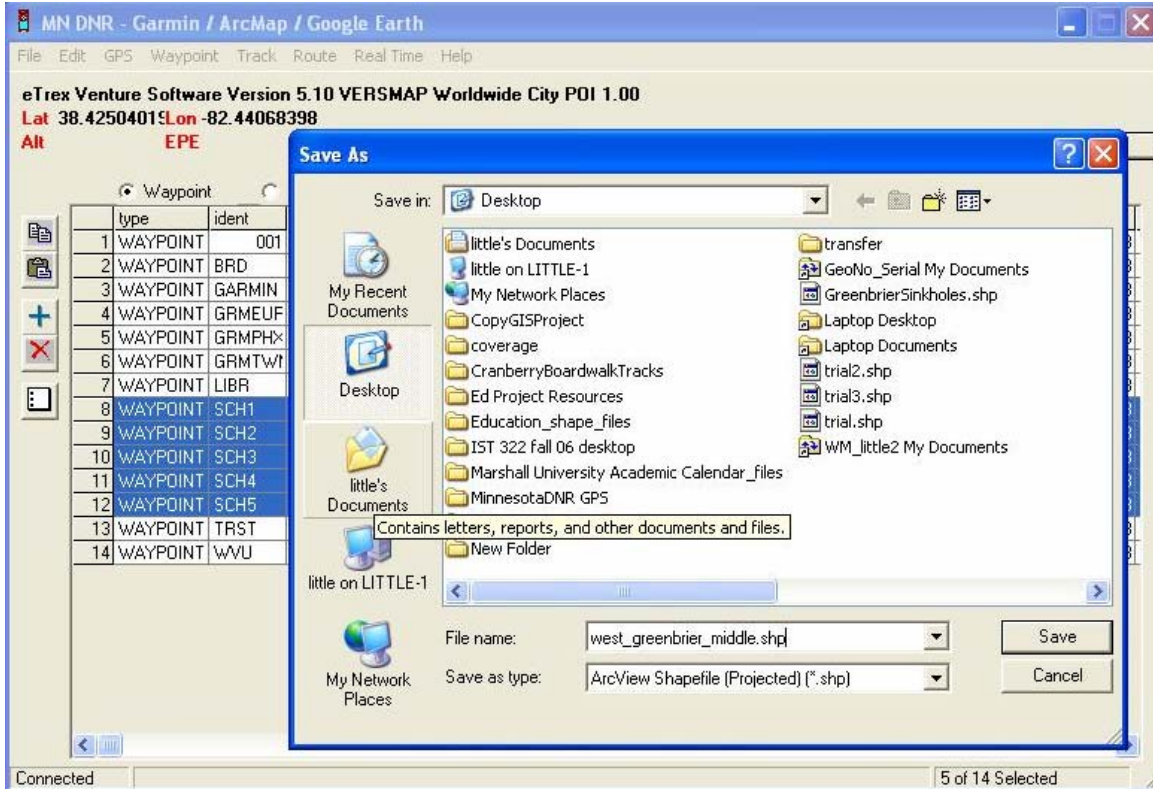 MN DNR - Garmin / ArcMap / Google Earth
File Edit GPS Waypoint Track Route Real Time Help
eTrex Venture Software Version 5.10 VERSMAP Worldwide City POI 1.00
Lat 38.42504019 Lon -82.44068398
Alt EPE
Waypoint
type ident
1 WAYPOINT 001
2 WAYPOINT BRD
3 WAYPOINT GARMIN
4 WAYPOINT GRMEUF
5 WAYPOINT GRMPHX
6 WAYPOINT GRMTWN
7 WAYPOINT LIBR
8 WAYPOINT SCH1
9 WAYPOINT SCH2
10 WAYPOINT SCH3
11 WAYPOINT SCH4
12 WAYPOINT SCH5
13 WAYPOINT TRST
14 WAYPOINT WVU
Save As
Save in: Desktop
My Recent Documents
Desktop
little's Documents
little on LITTLE-1
My Network Places
little's Documents
little on LITTLE-1
My Network Places
CopyGISProject
coverage
CranberryBoardwalkTracks
Ed Project Resources
Education_shape_files
IST 322 fall 06 desktop
Marshall University Academic Calendar_files
MinnesotaDNR GPS
New Folder
transfer
GeoNo_Serial My Documents
GreenbrierSinkholes.shp
Laptop Desktop
Laptop Documents
trial2.shp
trial3.shp
trial.shp
WM_little2 My Documents
Contains letters, reports, and other documents and files.
File name: west_greenbrier_middle.shp
Save
Save as type: ArcView Shapefile (Projected) (*.shp)
Cancel
Connected
5 of 14 Selected